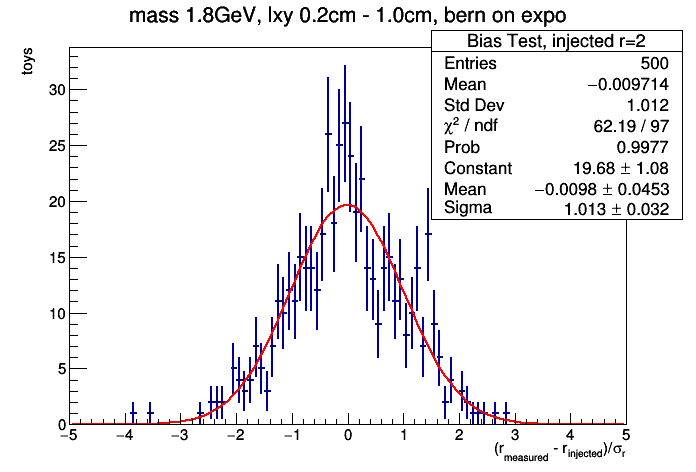 mass 1.8GeV, lxy 0.2cm - 1.0cm, bern on expo
Bias Test, injected r=2
Entries 500
Mean −0.009714
Std Dev 1.012
χ² / ndf 62.19 / 97
Prob 0.9977
Constant 19.68 ± 1.08
Mean −0.0098 ± 0.0453
Sigma 1.013 ± 0.032
toys
30
25
20
15
10
5
0
−5 −4 −3 −2 −1 0 1 2 3 4 5
(r_measured - r_injected)/σ_r